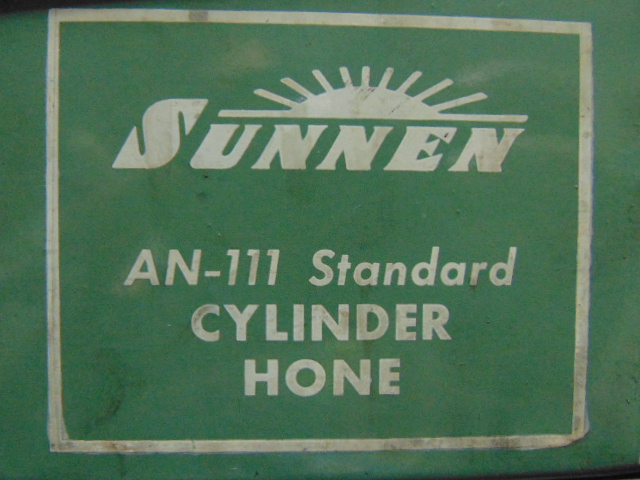 SUNNEN
AN-111 Standard
CYLINDER
HONE